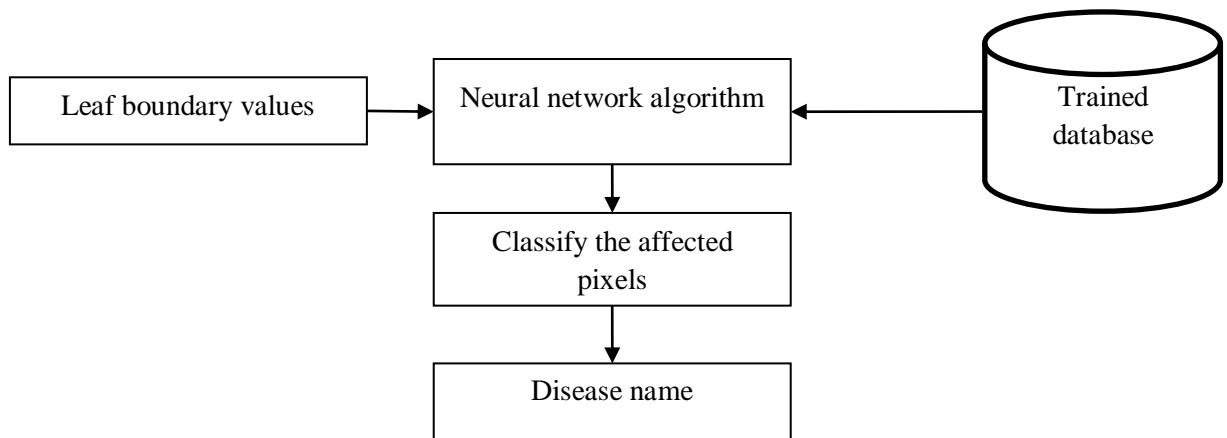 Leaf boundary values
Neural network algorithm
Trained
database
Classify the affected
pixels
Disease name